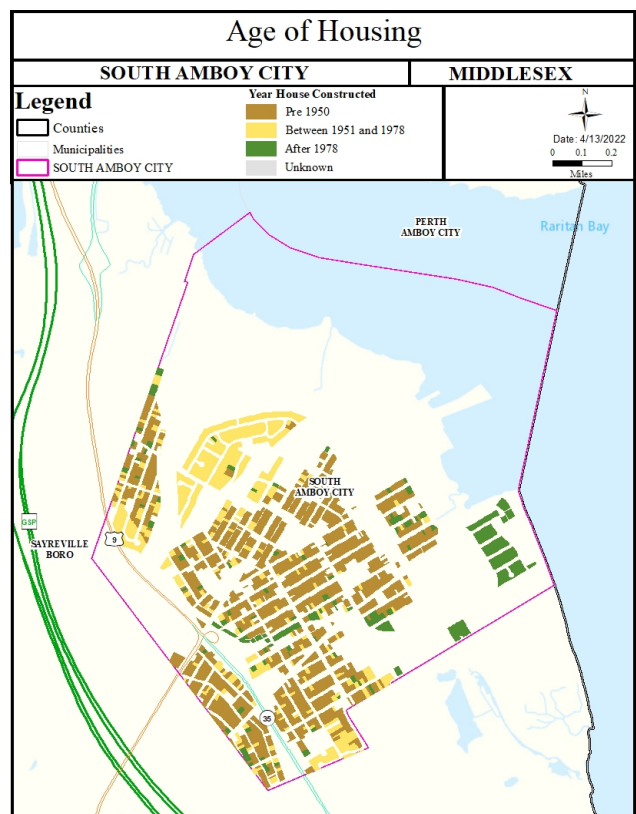 Age of Housing
SOUTH AMBOY CITY
MIDDLESEX
Legend
Counties
Municipalities
SOUTH AMBOY CITY
Year House Constructed
Pre 1950
Between 1951 and 1978
After 1978
Unknown
N
Date: 4/13/2022
0 0.1 0.2
Miles
PERTH
AMBOY CITY
Raritan Bay
SOUTH
AMBOY CITY
GSP
9
SAYREVILLE
BORO
35